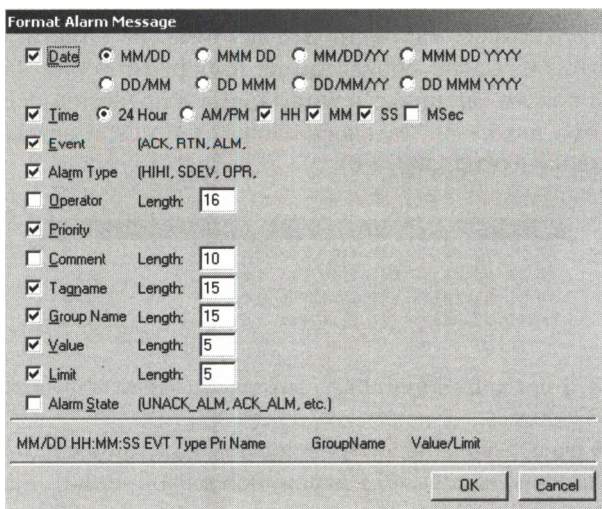 Format Alarm Message
Date MM/DD MMM DD MM/DD/YY MMM DD YYYY
DD/MM DD MMM DD/MM/YY DD MMM YYYY
Time 24 Hour AM/PM HH MM SS MSec
Event (ACK, RTN, ALM,
Alarm Type (HIHI, SDEV, OPR,
Operator Length: 16
Priority
Comment Length: 10
Tagname Length: 15
Group Name Length: 15
Value Length: 5
Limit Length: 5
Alarm State (UNACK_ALM, ACK_ALM, etc.)
MM/DD HH:MM:SS EVT Type Pri Name GroupName Value/Limit
OK Cancel